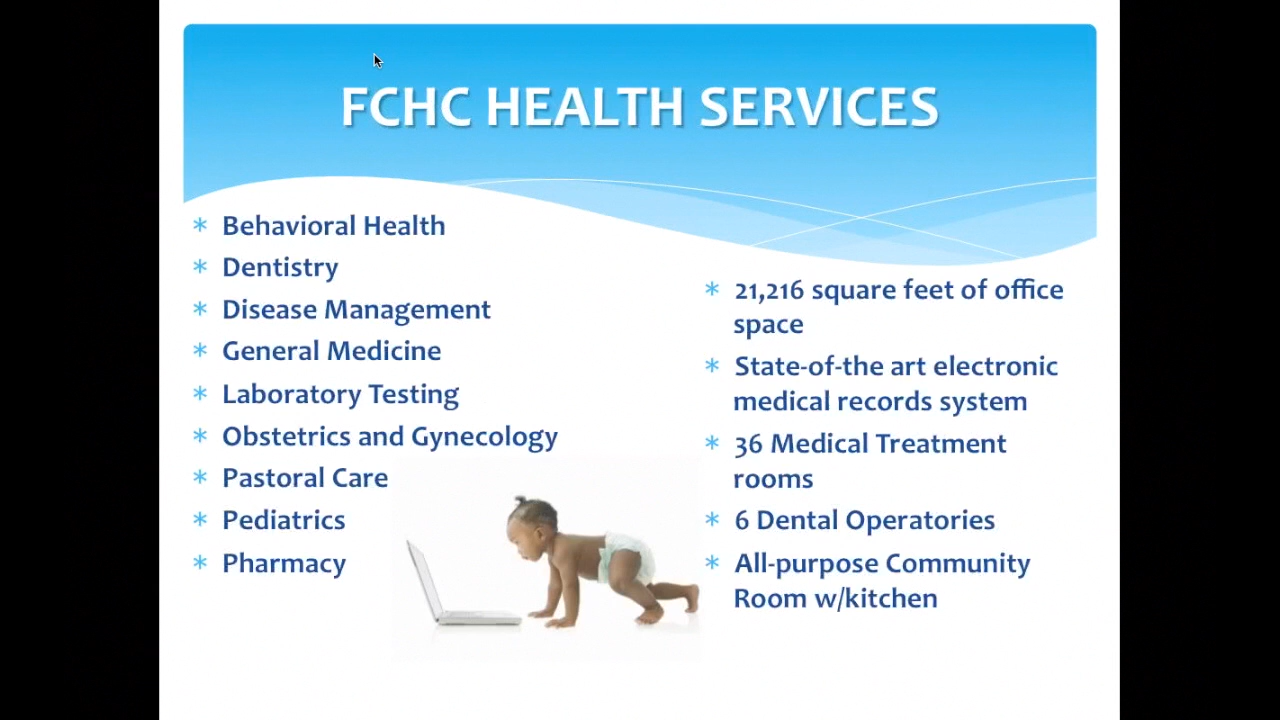 FCHC HEALTH SERVICES
* Behavioral Health
* Dentistry
* Disease Management
* General Medicine
* Laboratory Testing
* Obstetrics and Gynecology
* Pastoral Care
* Pediatrics
* Pharmacy
* 21,216 square feet of office
space
* State-of-the art electronic
medical records system
* 36 Medical Treatment
rooms
* 6 Dental Operatories
* All-purpose Community
Room w/kitchen